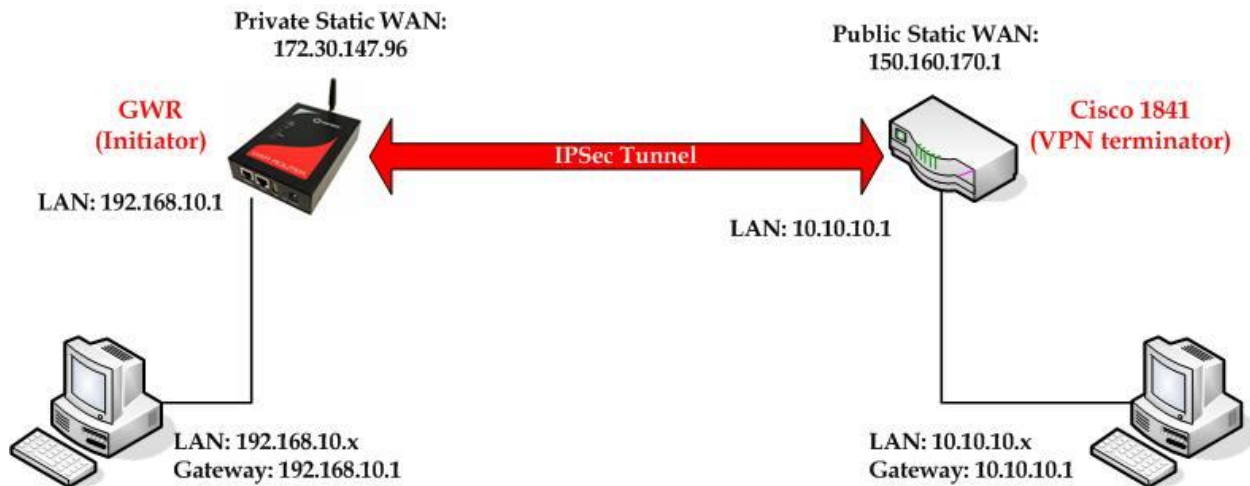 Private Static WAN:
172.30.147.96
Public Static WAN:
150.160.170.1
GWR
(Initiator)
Cisco 1841
(VPN terminator)
IPSec Tunnel
LAN: 192.168.10.1
LAN: 10.10.10.1
LAN: 192.168.10.x
Gateway: 192.168.10.1
LAN: 10.10.10.x
Gateway: 10.10.10.1